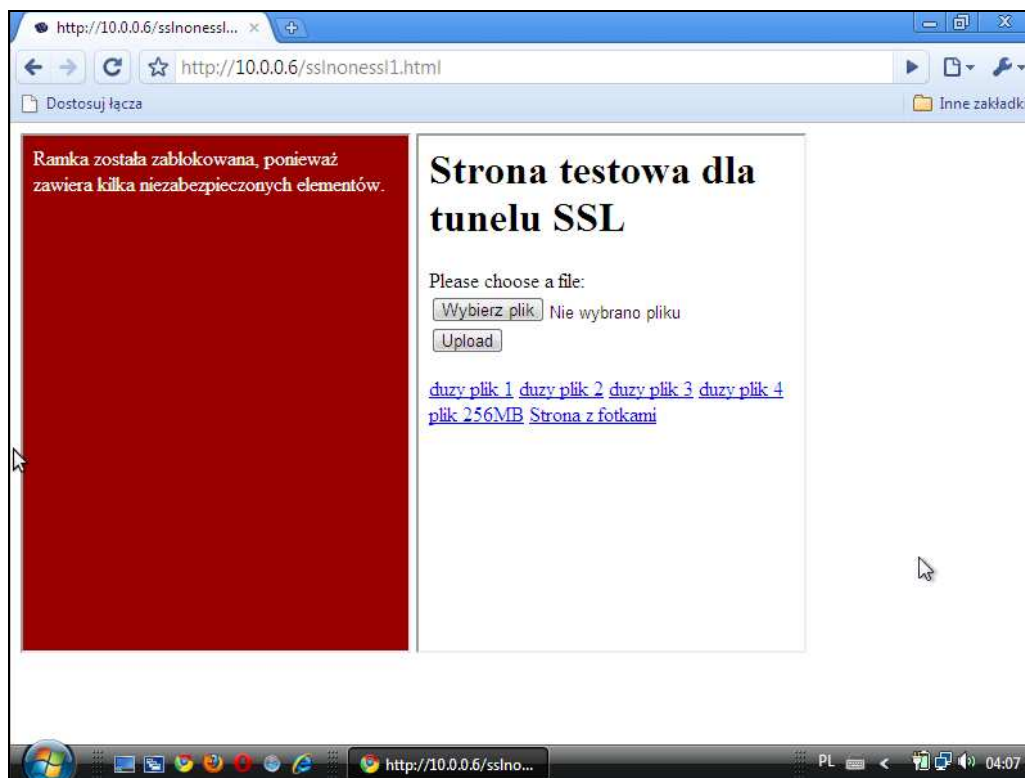 http://10.0.0.6/sslnonessl...
http://10.0.0.6/sslnonessl1.html
Dostosuj łącza
Inne zakładk
Ramka została zablokowana, ponieważ
zawiera kilka niezabezpieczonych elementów.
Strona testowa dla
tunelu SSL
Please choose a file:
Wybierz plik Nie wybrano pliku
Upload
duzy plik 1 duzy plik 2 duzy plik 3 duzy plik 4
plik 256MB Strona z fotkami
http://10.0.0.6/sslno...
PL
04:07